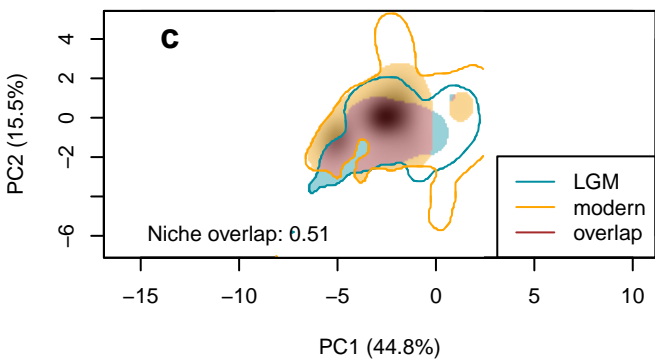 C
4
2
0
−2
−6
PC2 (15.5%)
LGM
modern
overlap
Niche overlap: 0.51
−15 −10 −5 0 5 10
PC1 (44.8%)